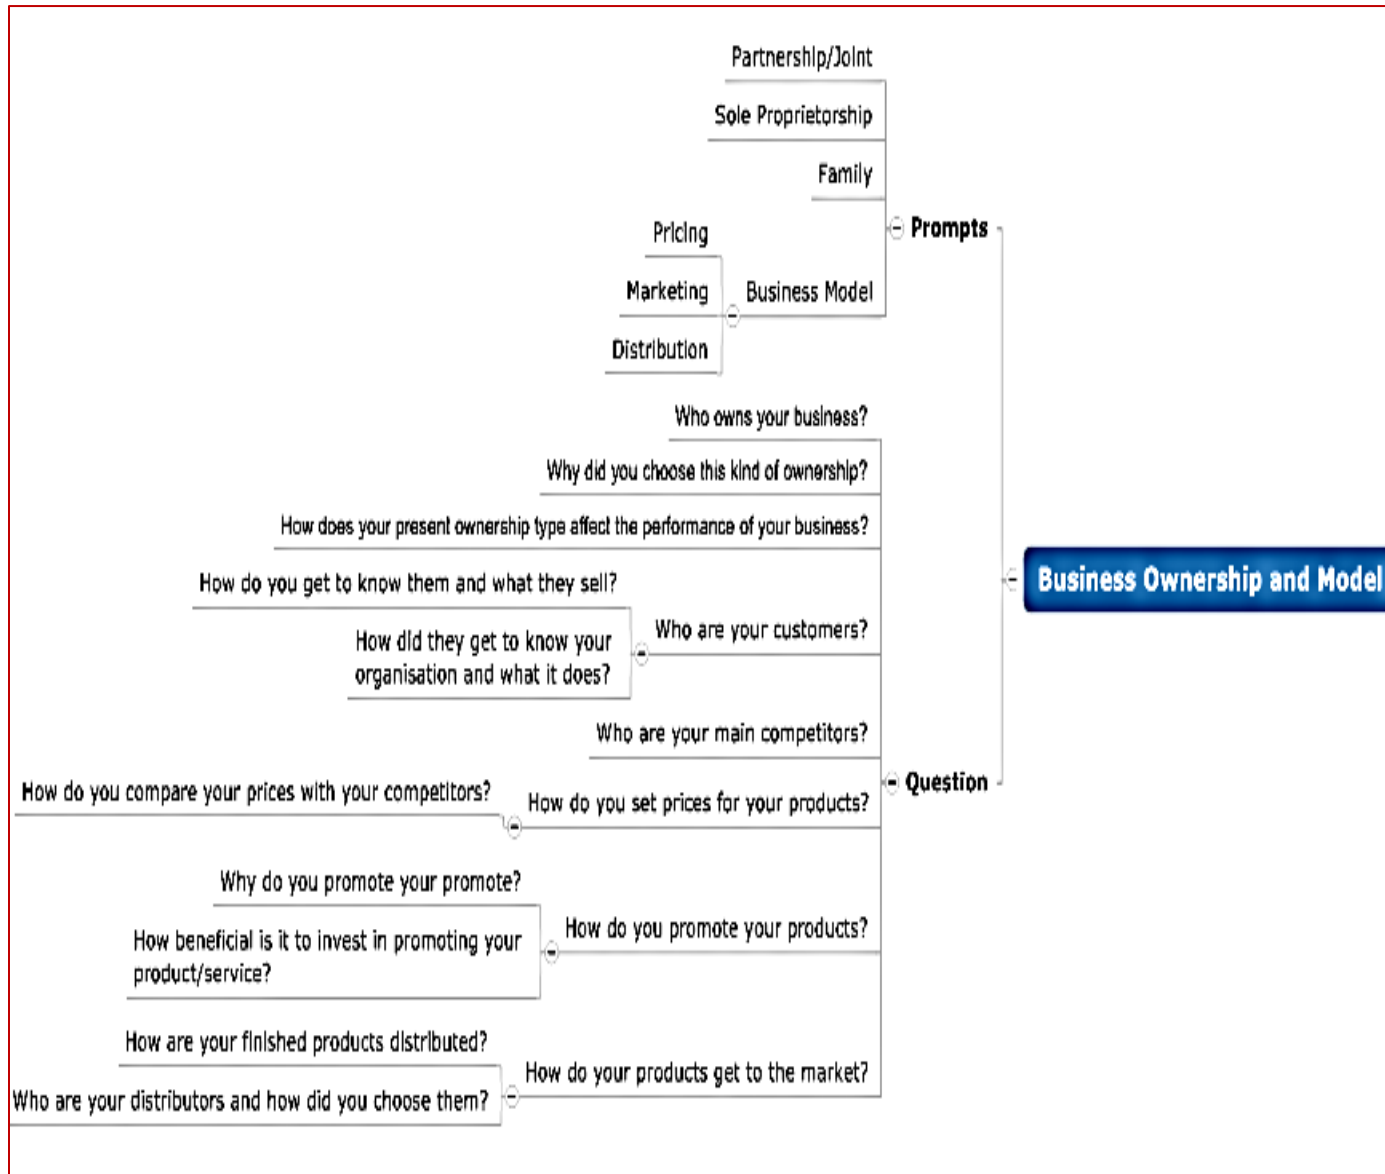 Partnership/Joint
Sole Proprietorship
Family
Prompts
Pricing
Marketing
Business Model
Distribution
Who owns your business?
Why did you choose this kind of ownership?
How does your present ownership type affect the performance of your business?
How do you get to know them and what they sell?
Business Ownership and Model
Who are your customers?
How did they get to know your
organisation and what it does?
Who are your main competitors?
Question
How do you compare your prices with your competitors?
How do you set prices for your products?
Why do you promote your promote?
How do you promote your products?
How beneficial is it to invest in promoting your
product/service?
How are your finished products distributed?
How do your products get to the market?
Who are your distributors and how did you choose them?